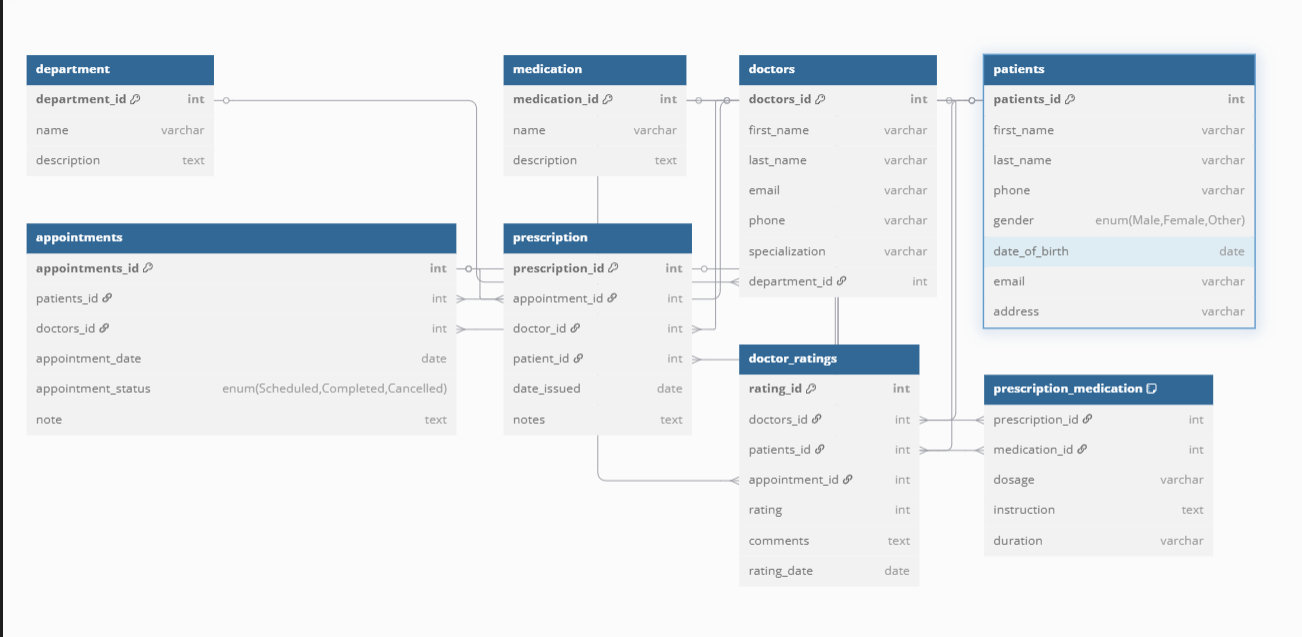 department
department_id int
name varchar
description text
medication
medication_id int
name varchar
description text
doctors
doctors_id int
first_name varchar
last_name varchar
email varchar
phone varchar
specialization varchar
department_id int
patients
patients_id int
first_name varchar
last_name varchar
phone varchar
gender enum(Male,Female,Other)
date_of_birth date
email varchar
address varchar
appointments
appointments_id int
patients_id int
doctors_id int
appointment_date date
appointment_status enum(Scheduled,Completed,Cancelled)
note text
prescription
prescription_id int
appointment_id int
doctor_id int
patient_id int
date_issued date
notes text
doctor_ratings
rating_id int
doctors_id int
patients_id int
appointment_id int
rating int
comments text
rating_date date
prescription_medication
prescription_id int
medication_id int
dosage varchar
instruction text
duration varchar